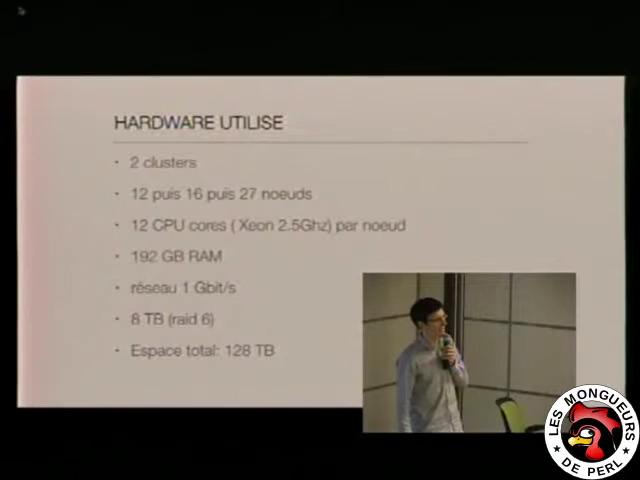 HARDWARE UTILISE
• 2 clusters
• 12 puis 16 puis 27 noeuds
• 12 CPU cores ( Xeon 2.5Ghz) par noeud
• 192 GB RAM
• réseau 1 Gbit/s
• 8 TB (raid 6)
• Espace total: 128 TB
LES MONGUEURS
★ DE PERL ★